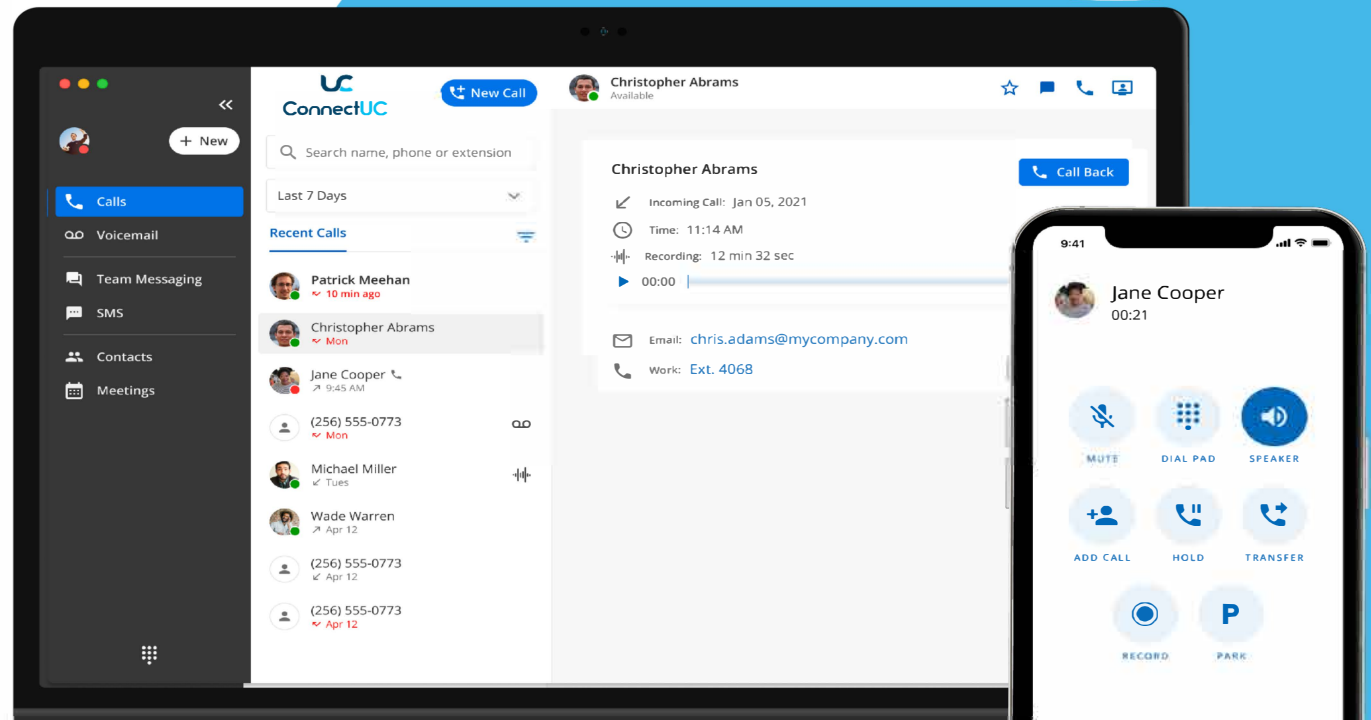 UC
ConnectUC
New Call
Christopher Abrams
Available
+ New
Search name, phone or extension
Last 7 Days
Recent Calls
Calls
Voicemail
Team Messaging
SMS
Contacts
Meetings
Patrick Meehan
10 min ago
Christopher Abrams
Mon
Jane Cooper
9:45 AM
(256) 555-0773
Mon
Michael Miller
Tues
Wade Warren
Apr 12
(256) 555-0773
Apr 12
(256) 555-0773
Apr 12
Christopher Abrams
Call Back
Incoming Call: Jan 05, 2021
Time: 11:14 AM
Recording: 12 min 32 sec
00:00
Email: chris.adams@mycompany.com
Work: Ext. 4068
9:41
Jane Cooper
00:21
MUTE DIAL PAD SPEAKER
ADD CALL HOLD TRANSFER
P
RECORD PARK